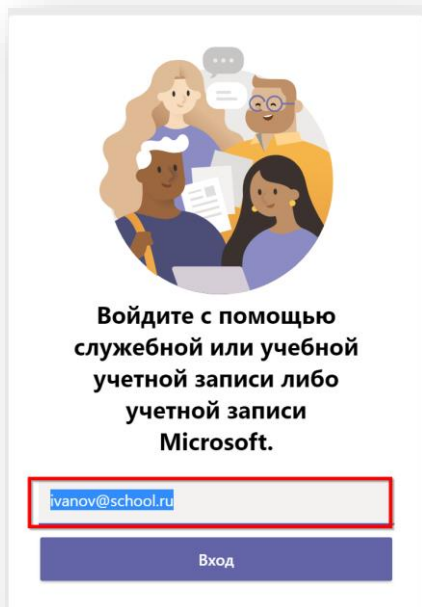 Войдите с помощью
служебной или учебной
учетной записи либо
учетной записи
Microsoft.
ivanov@school.ru
Вход